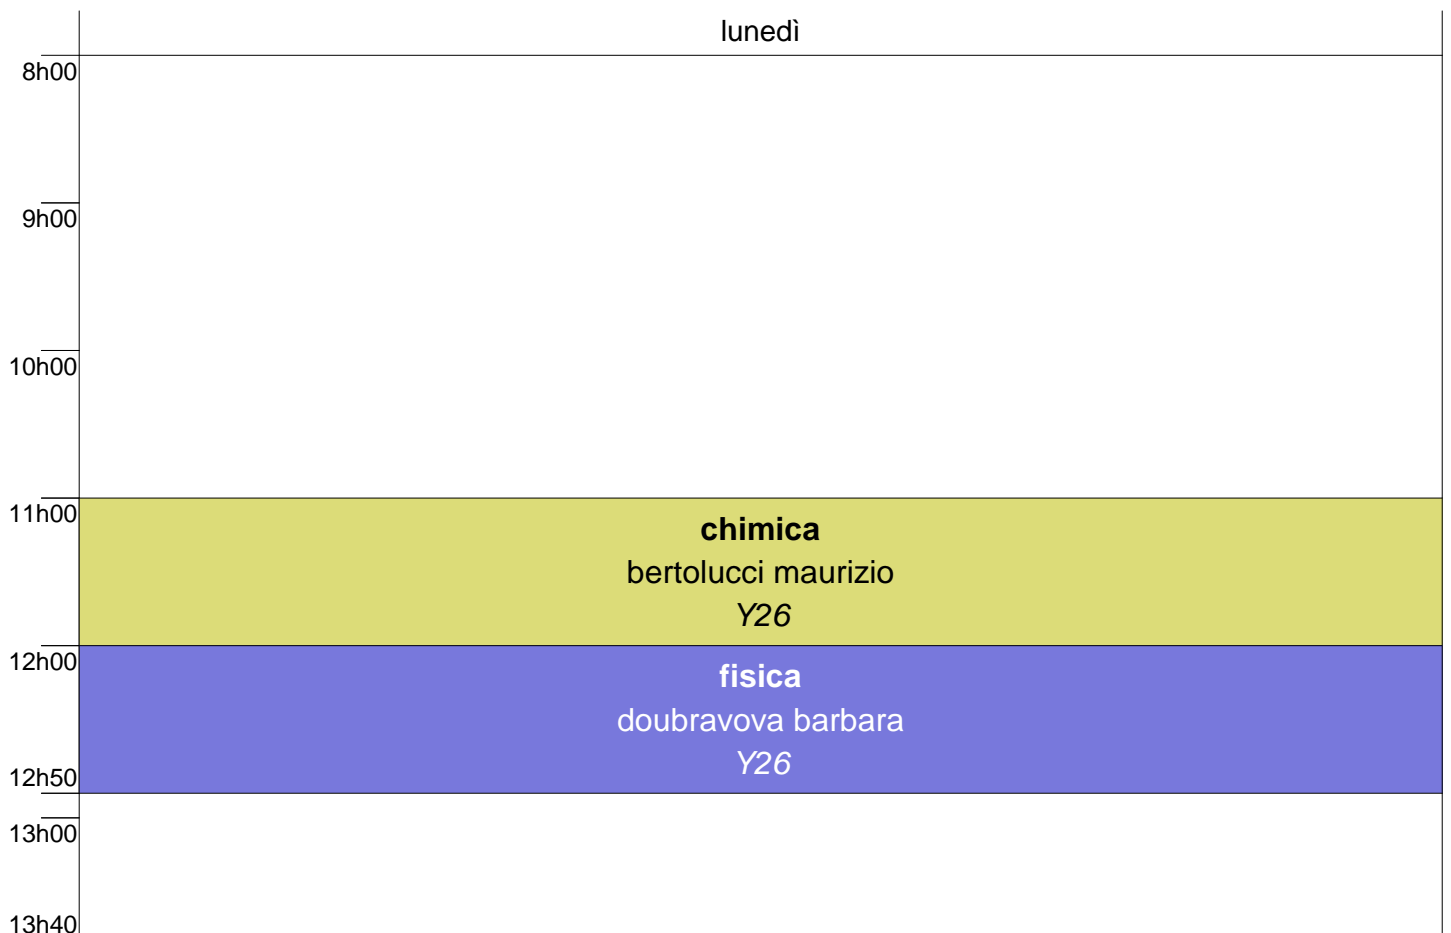 lunedì
8h00
9h00
10h00
11h00
chimica
bertolucci maurizio
Y26
12h00
fisica
doubravova barbara
Y26
12h50
13h00
13h40